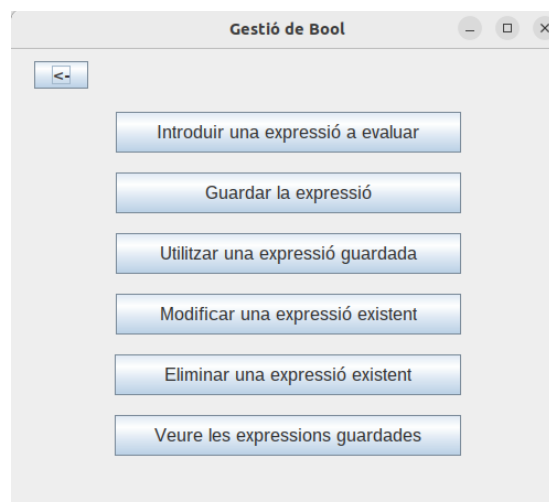 Gestió de Bool
<-
Introduir una expressió a evaluar
Guardar la expressió
Utilitzar una expressió guardada
Modificar una expressió existent
Eliminar una expressió existent
Veure les expressions guardades